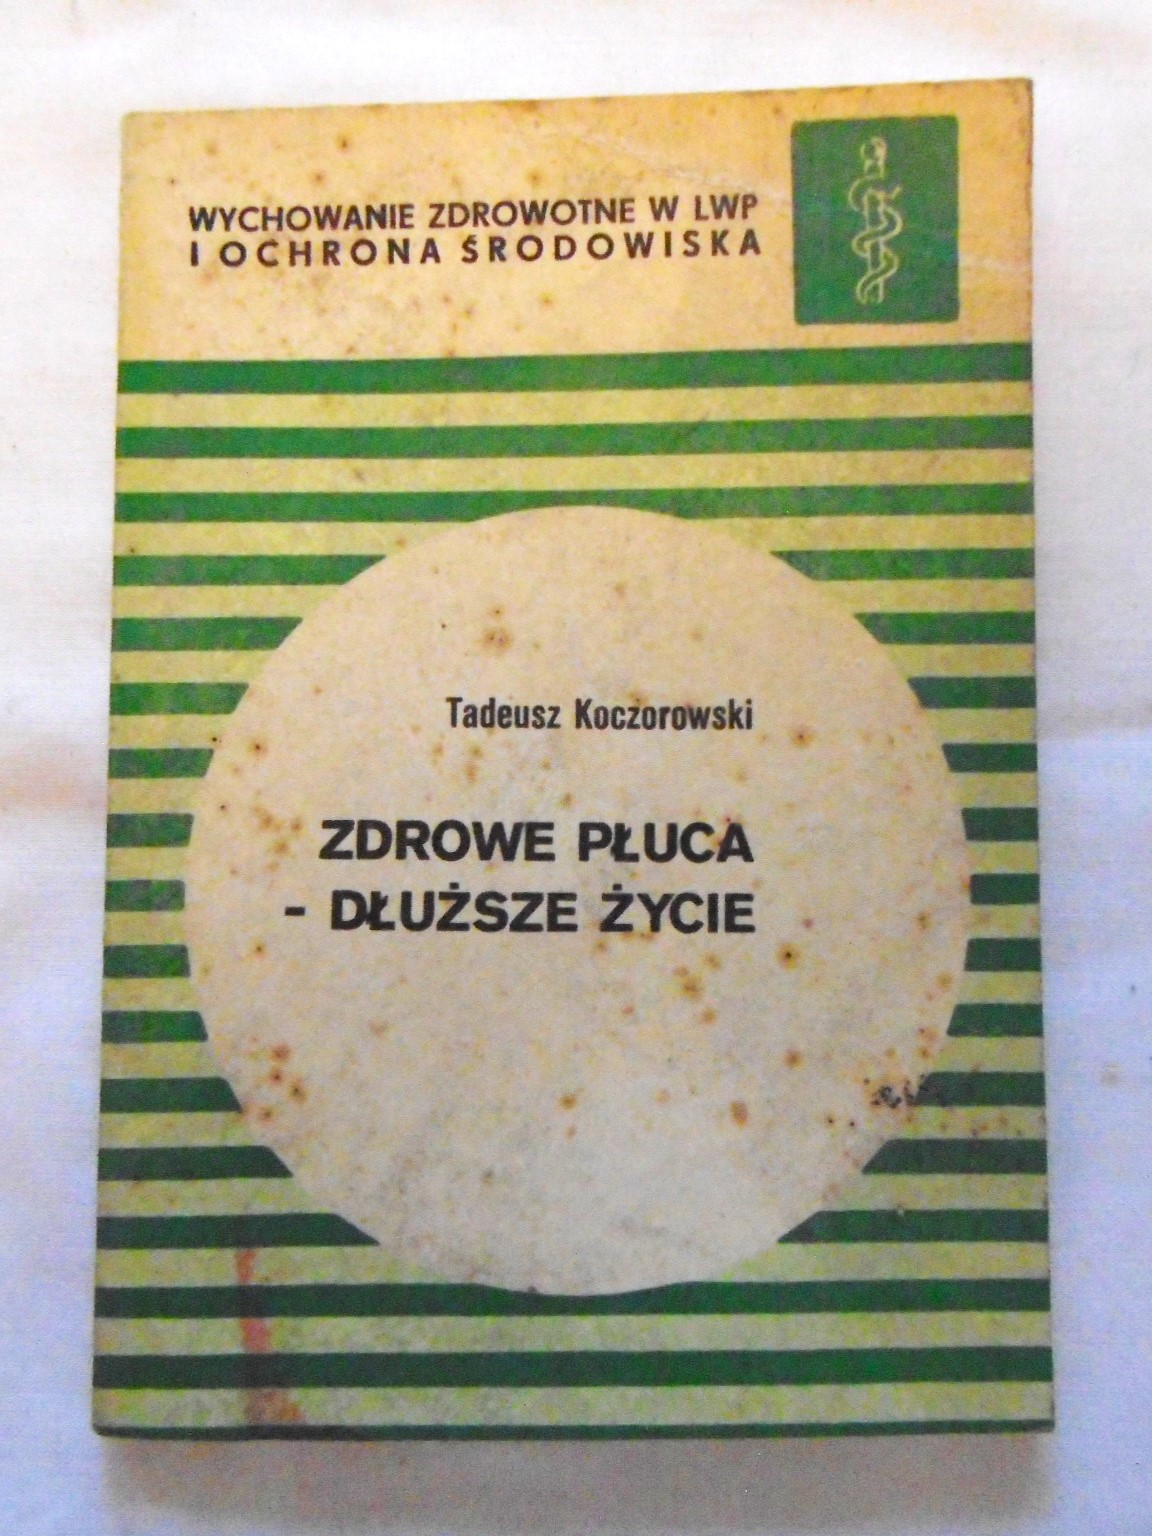 WYCHOWANIE ZDROWOTNE W LWP
I OCHRONA ŚRODOWISKA
Tadeusz Koczorowski
ZDROWE PŁUCA
- DŁUŻSZE ŻYCIE